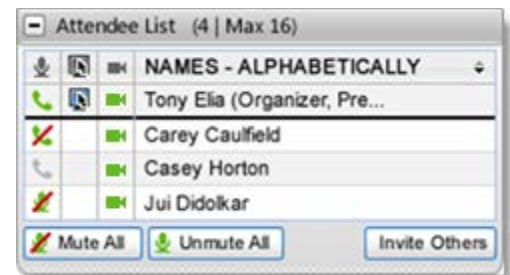 Attendee List (4 | Max 16)
NAMES - ALPHABETICALLY
Tony Elia (Organizer, Pre...
Carey Caulfield
Casey Horton
Jui Didolkar
Mute All Unmute All Invite Others